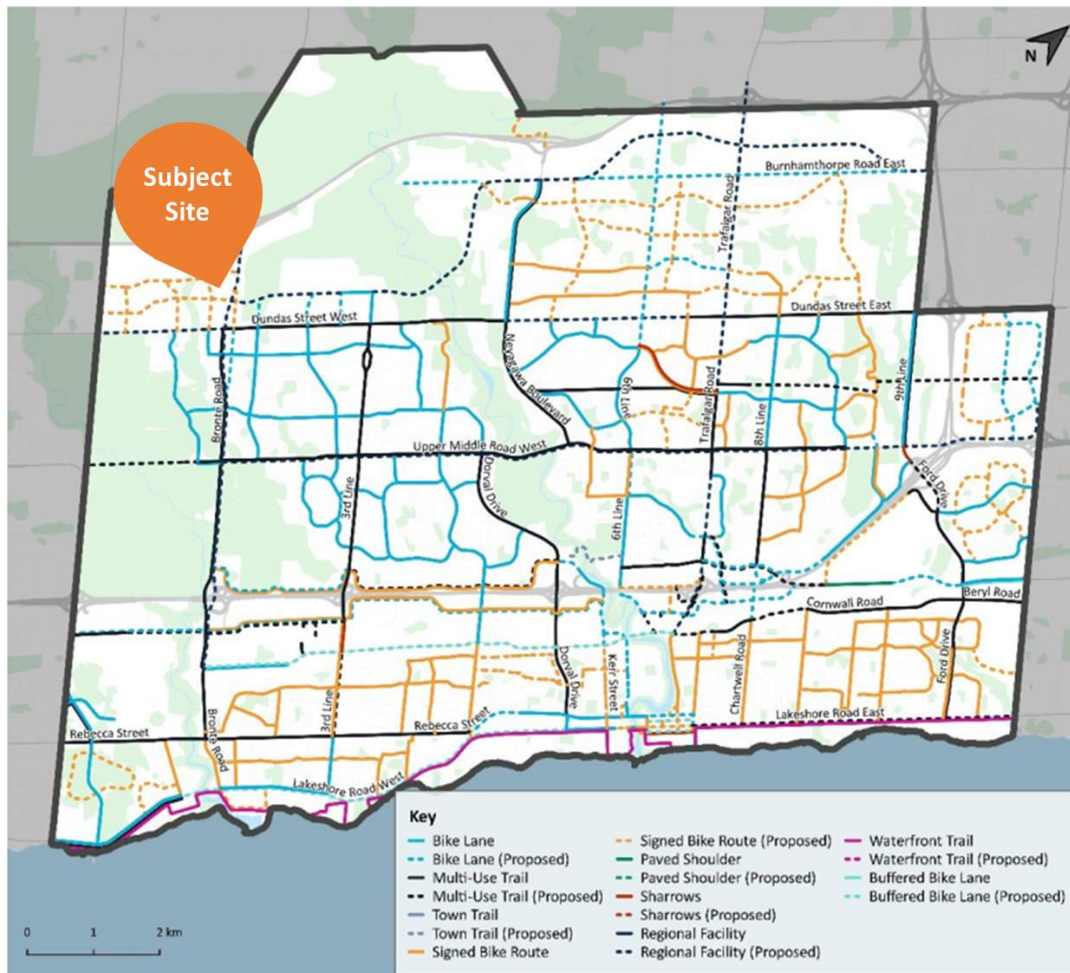 N
Subject
Site
Burnhamthorpe Road East
Trafalgar Road
Dundas Street West
Dundas Street East
Neyagawa Boulevard
6th Line
Trafalgar Road
8th Line
9th Line
Bronte Road
Upper Middle Road West
3rd Line
Dorval Drive
6th Line
Ford Drive
Beryl Road
Cornwall Road
Dorval Drive
Kerr Street
Chartwell Road
Ford Drive
3rd Line
Rebecca Street
Rebecca Street
Lakeshore Road East
Bronte Road
Lakeshore Road West
Key
Bike Lane
Bike Lane (Proposed)
Multi-Use Trail
Multi-Use Trail (Proposed)
Town Trail
Town Trail (Proposed)
Signed Bike Route
Signed Bike Route (Proposed)
Paved Shoulder
Paved Shoulder (Proposed)
Sharrows
Sharrows (Proposed)
Regional Facility
Regional Facility (Proposed)
Waterfront Trail
Waterfront Trail (Proposed)
Buffered Bike Lane
Buffered Bike Lane (Proposed)
0 1 2 km